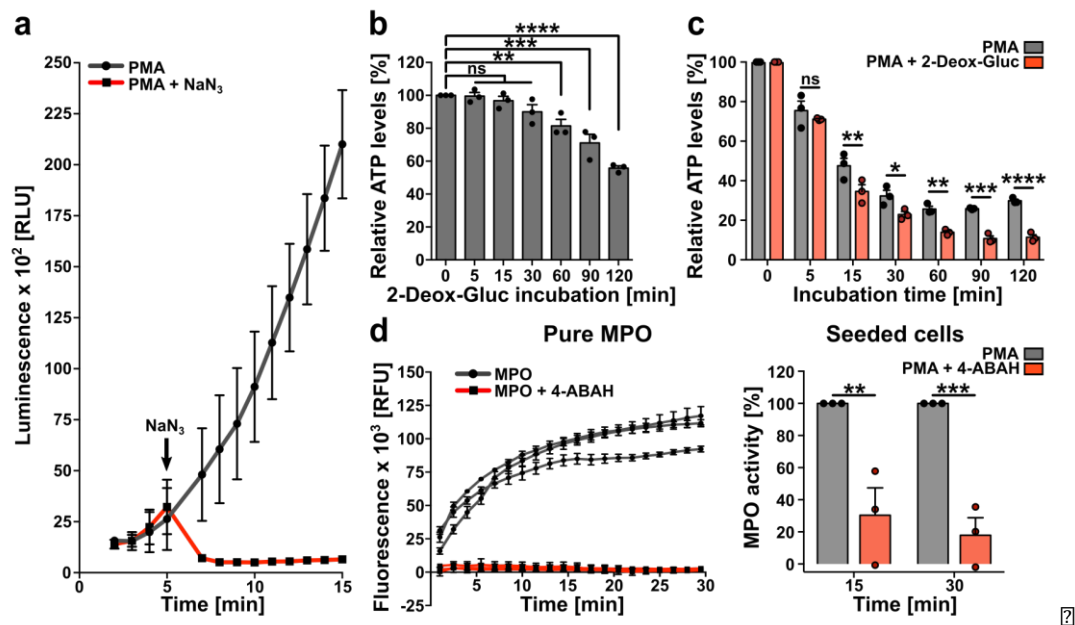 a
PMA
PMA + NaN₃
Luminescence x 10² [RLU]
250
225
200
175
150
125
100
75
50
25
0
NaN₃
0 5 10 15
Time [min]
b
****
***
**
ns
Relative ATP levels [%]
120
100
80
60
40
20
0
0 5 15 30 60 90 120
2-Deox-Gluc incubation [min]
c
PMA
PMA + 2-Deox-Gluc
Relative ATP levels [%]
100
80
60
40
20
0
ns ** * ** *** ****
0 5 15 30 60 90 120
Incubation time [min]
d
Pure MPO
MPO
MPO + 4-ABAH
Fluorescence x 10³ [RFU]
125
100
75
50
25
0
-25
5 10 15 20 25 30
Time [min]
Seeded cells
PMA
PMA + 4-ABAH
MPO activity [%]
120
100
80
60
40
20
0
** ***
15 30
Time [min]